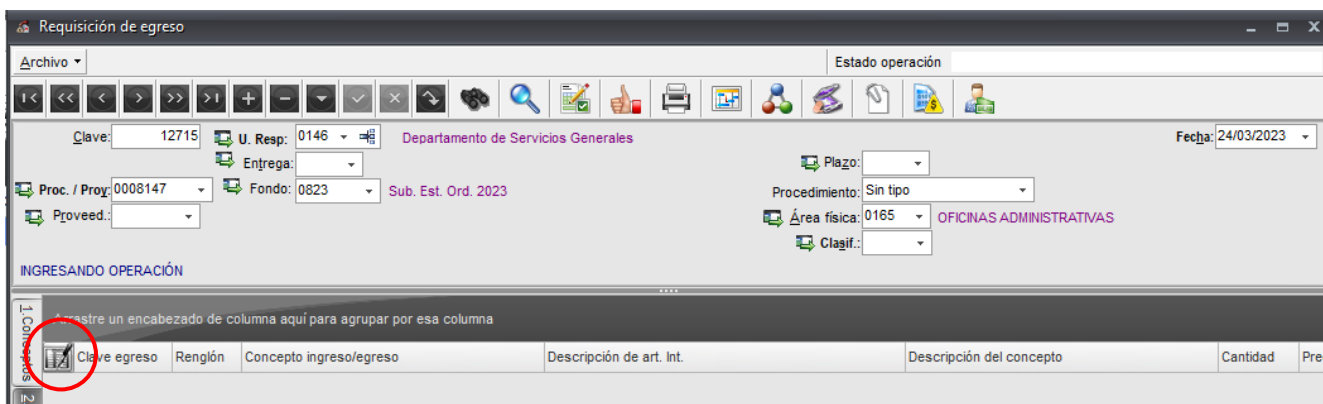 Requisición de egreso
Archivo
Estado operación
Clave: 12715 U. Resp: 0146 Departamento de Servicios Generales Fecha: 24/03/2023
Entrega: Plazo:
Proc. / Proy: 0008147 Fondo: 0823 Sub. Est. Ord. 2023 Procedimiento: Sin tipo
Proveed.: Área física: 0165 OFICINAS ADMINISTRATIVAS
Clasif.:
INGRESANDO OPERACIÓN
1.Conceptos
Arrastre un encabezado de columna aquí para agrupar por esa columna
Clave egreso Renglón Concepto ingreso/egreso Descripción de art. Int. Descripción del concepto Cantidad Pre
2